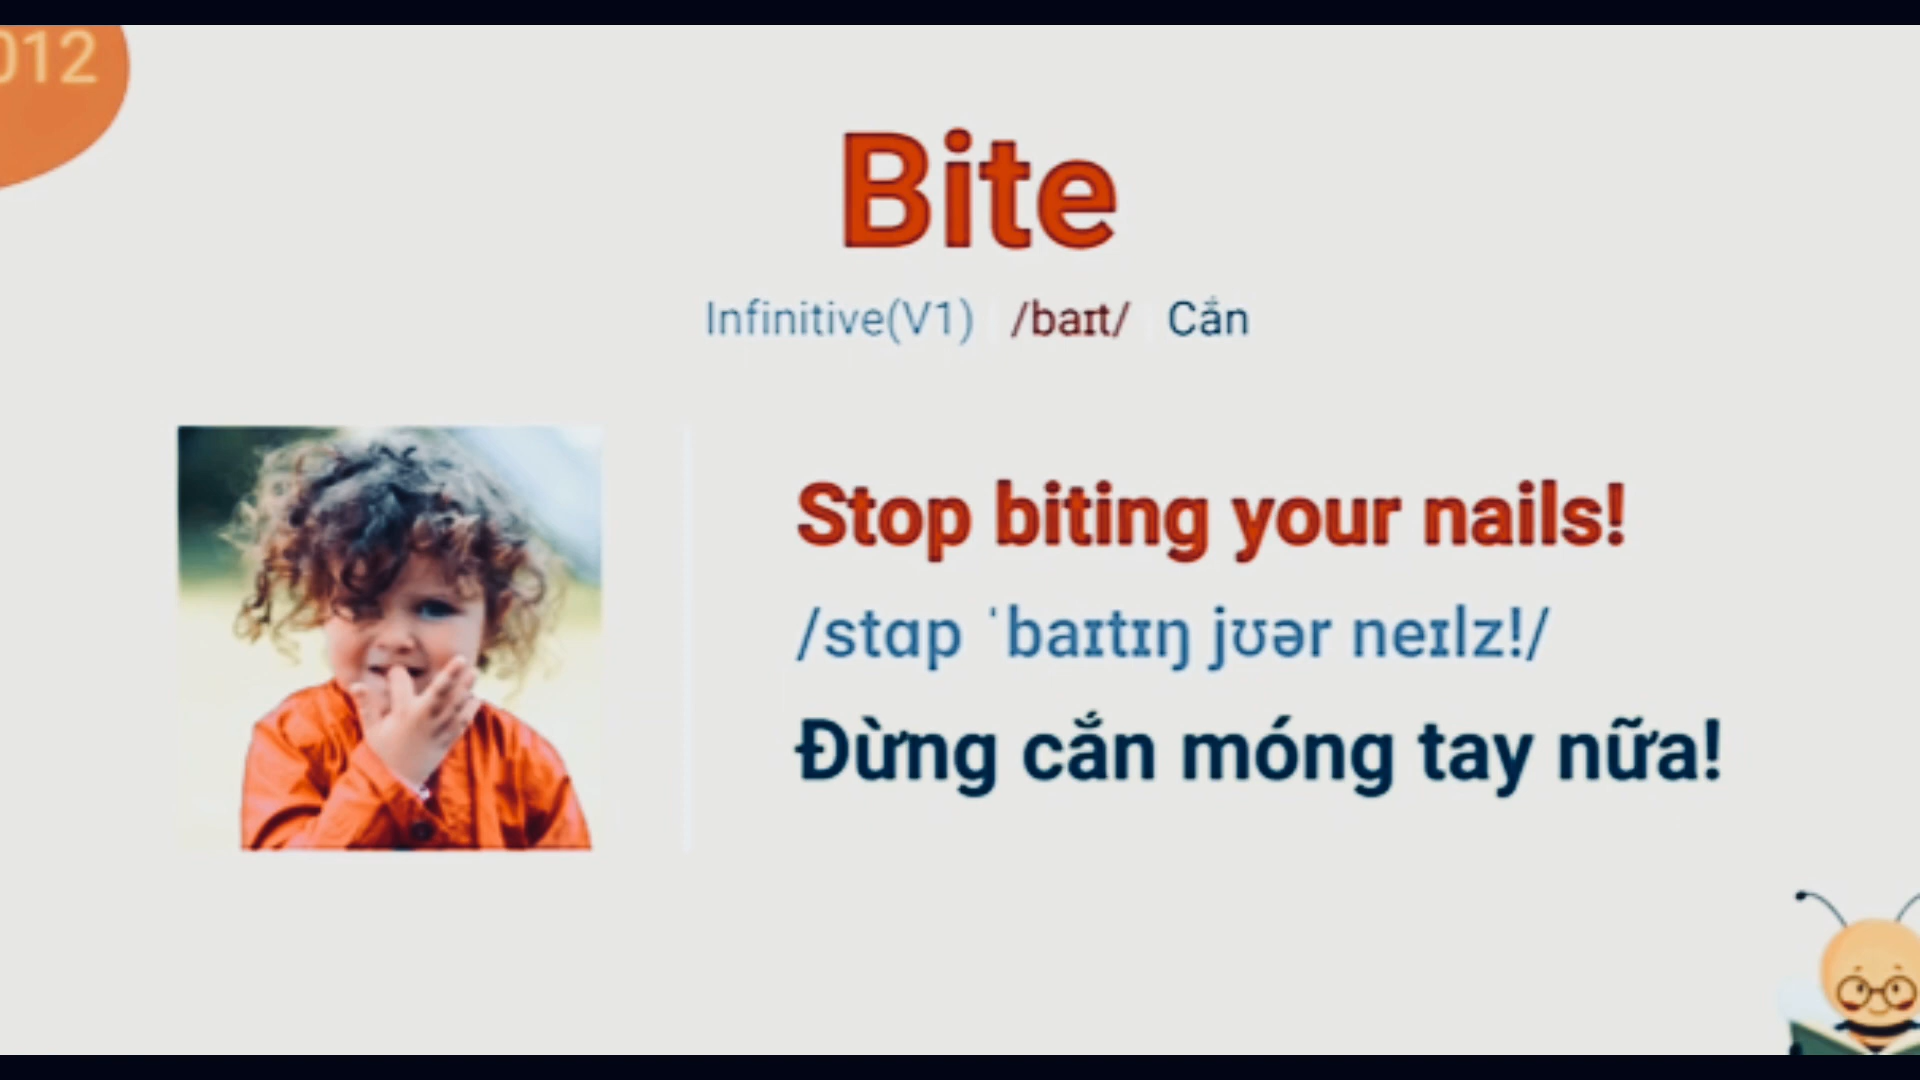 012
Bite
Infinitive(V1) /baɪt/ Cắn
Stop biting your nails!
/stɑp ˈbaɪtɪŋ jʊər neɪlz!/
Đừng cắn móng tay nữa!